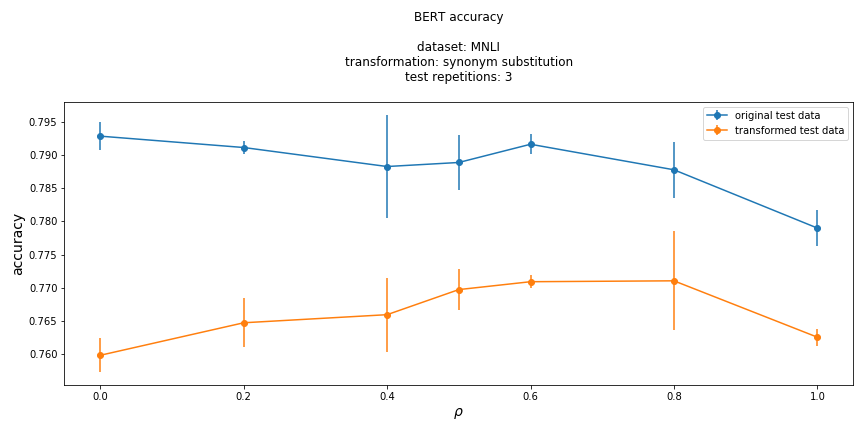 BERT accuracy
dataset: MNLI
transformation: synonym substitution
test repetitions: 3
original test data
transformed test data
0.795
0.790
0.785
0.780
0.775
0.770
0.765
0.760
accuracy
0.0 0.2 0.4 0.6 0.8 1.0
ρ